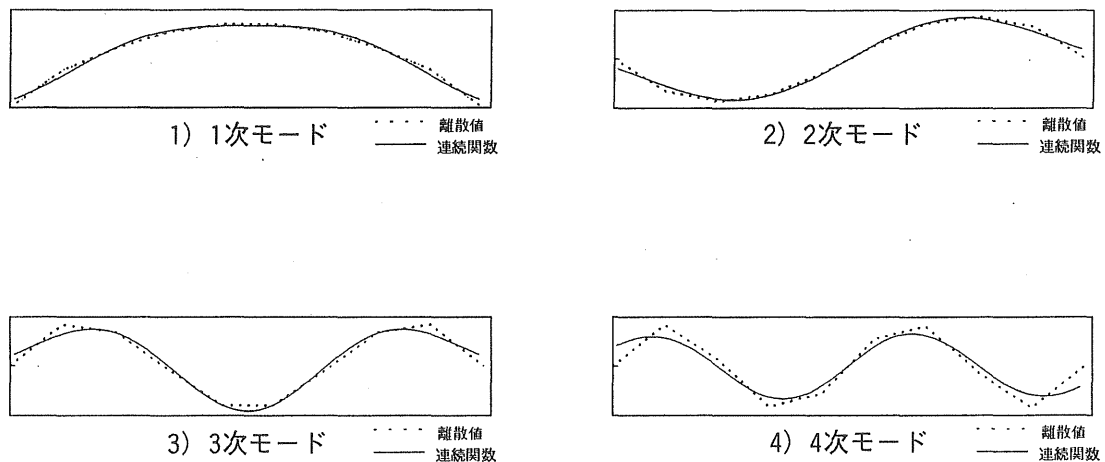 1) 1次モード
離散値
連続関数
2) 2次モード
離散値
連続関数
3) 3次モード
離散値
連続関数
4) 4次モード
離散値
連続関数